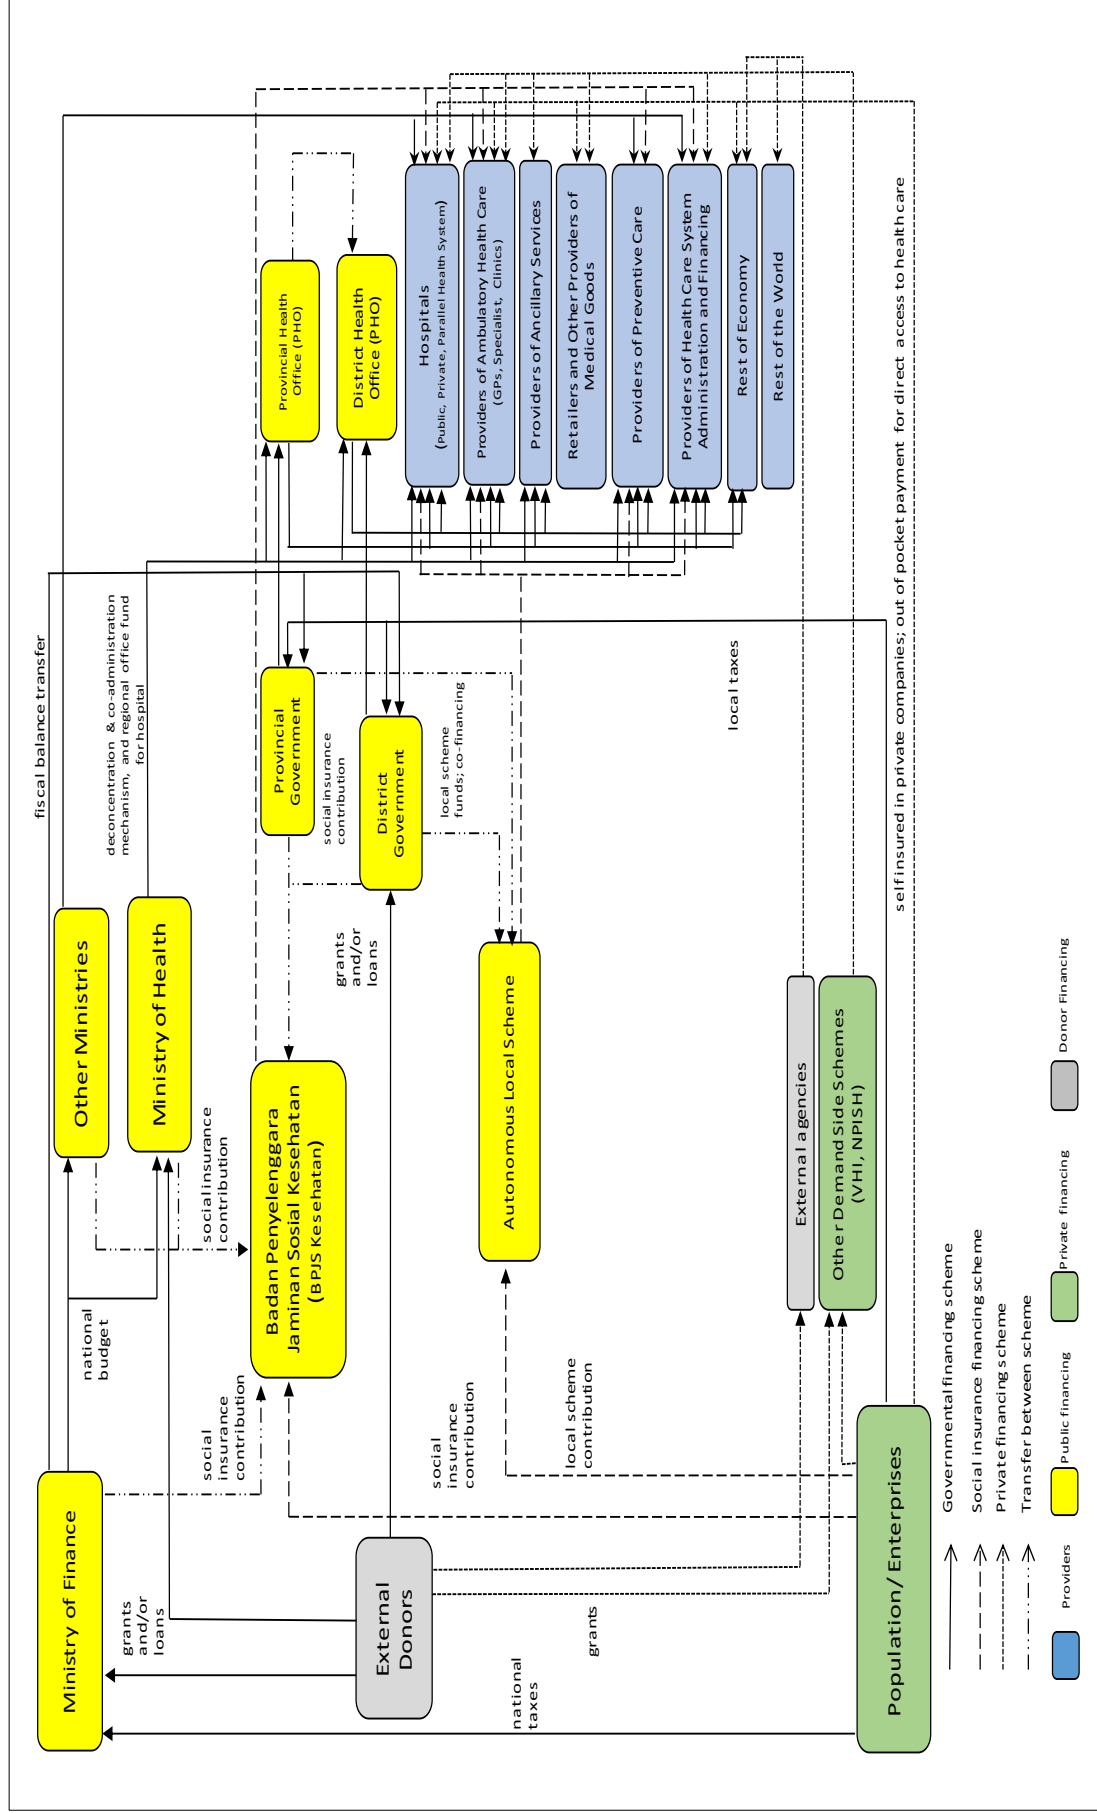 fiscal balance transfer
deconcentration & co-administration
mechanism, and regional office fund
for hospital
Ministry of Finance
national
budget
Other Ministries
Ministry of Health
grants
and/or
loans
social
insurance
contribution
social insurance
contribution
Badan Penyelenggara
Jaminan Sosial Kesehatan
(BPJS Kesehatan)
Provincial
Government
social insurance
contribution
District
Government
local scheme
funds; co-financing
grants
and/or
loans
Provincial Health
Office (PHO)
District Health
Office (PHO)
External
Donors
social
insurance
contribution
Autonomous Local Scheme
local scheme
contribution
national
taxes
grants
Hospitals
(Public, Private, Parallel Health System)
Providers of Ambulatory Health Care
(GPs, Specialist, Clinics)
Providers of Ancillary Services
Retailers and Other Providers of
Medical Goods
Providers of Preventive Care
Providers of Health Care System
Administration and Financing
Rest of Economy
Rest of the World
local taxes
External agencies
Other Demand Side Schemes
(VHI, NPISH)
Population/ Enterprises
self insured in private companies; out of pocket payment for direct access to health care
Governmental financing scheme
Social insurance financing scheme
Private financing scheme
Transfer between scheme
Providers
Public financing
Private financing
Donor Financing